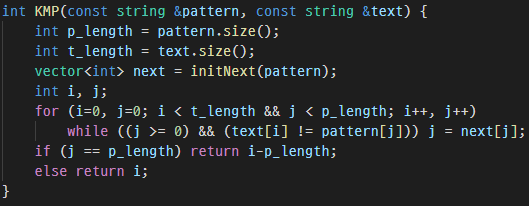 int KMP(const string &pattern, const string &text) {
    int p_length = pattern.size();
    int t_length = text.size();
    vector<int> next = initNext(pattern);
    int i, j;
    for (i=0, j=0; i < t_length && j < p_length; i++, j++)
        while ((j >= 0) && (text[i] != pattern[j])) j = next[j];
    if (j == p_length) return i-p_length;
    else return i;
}